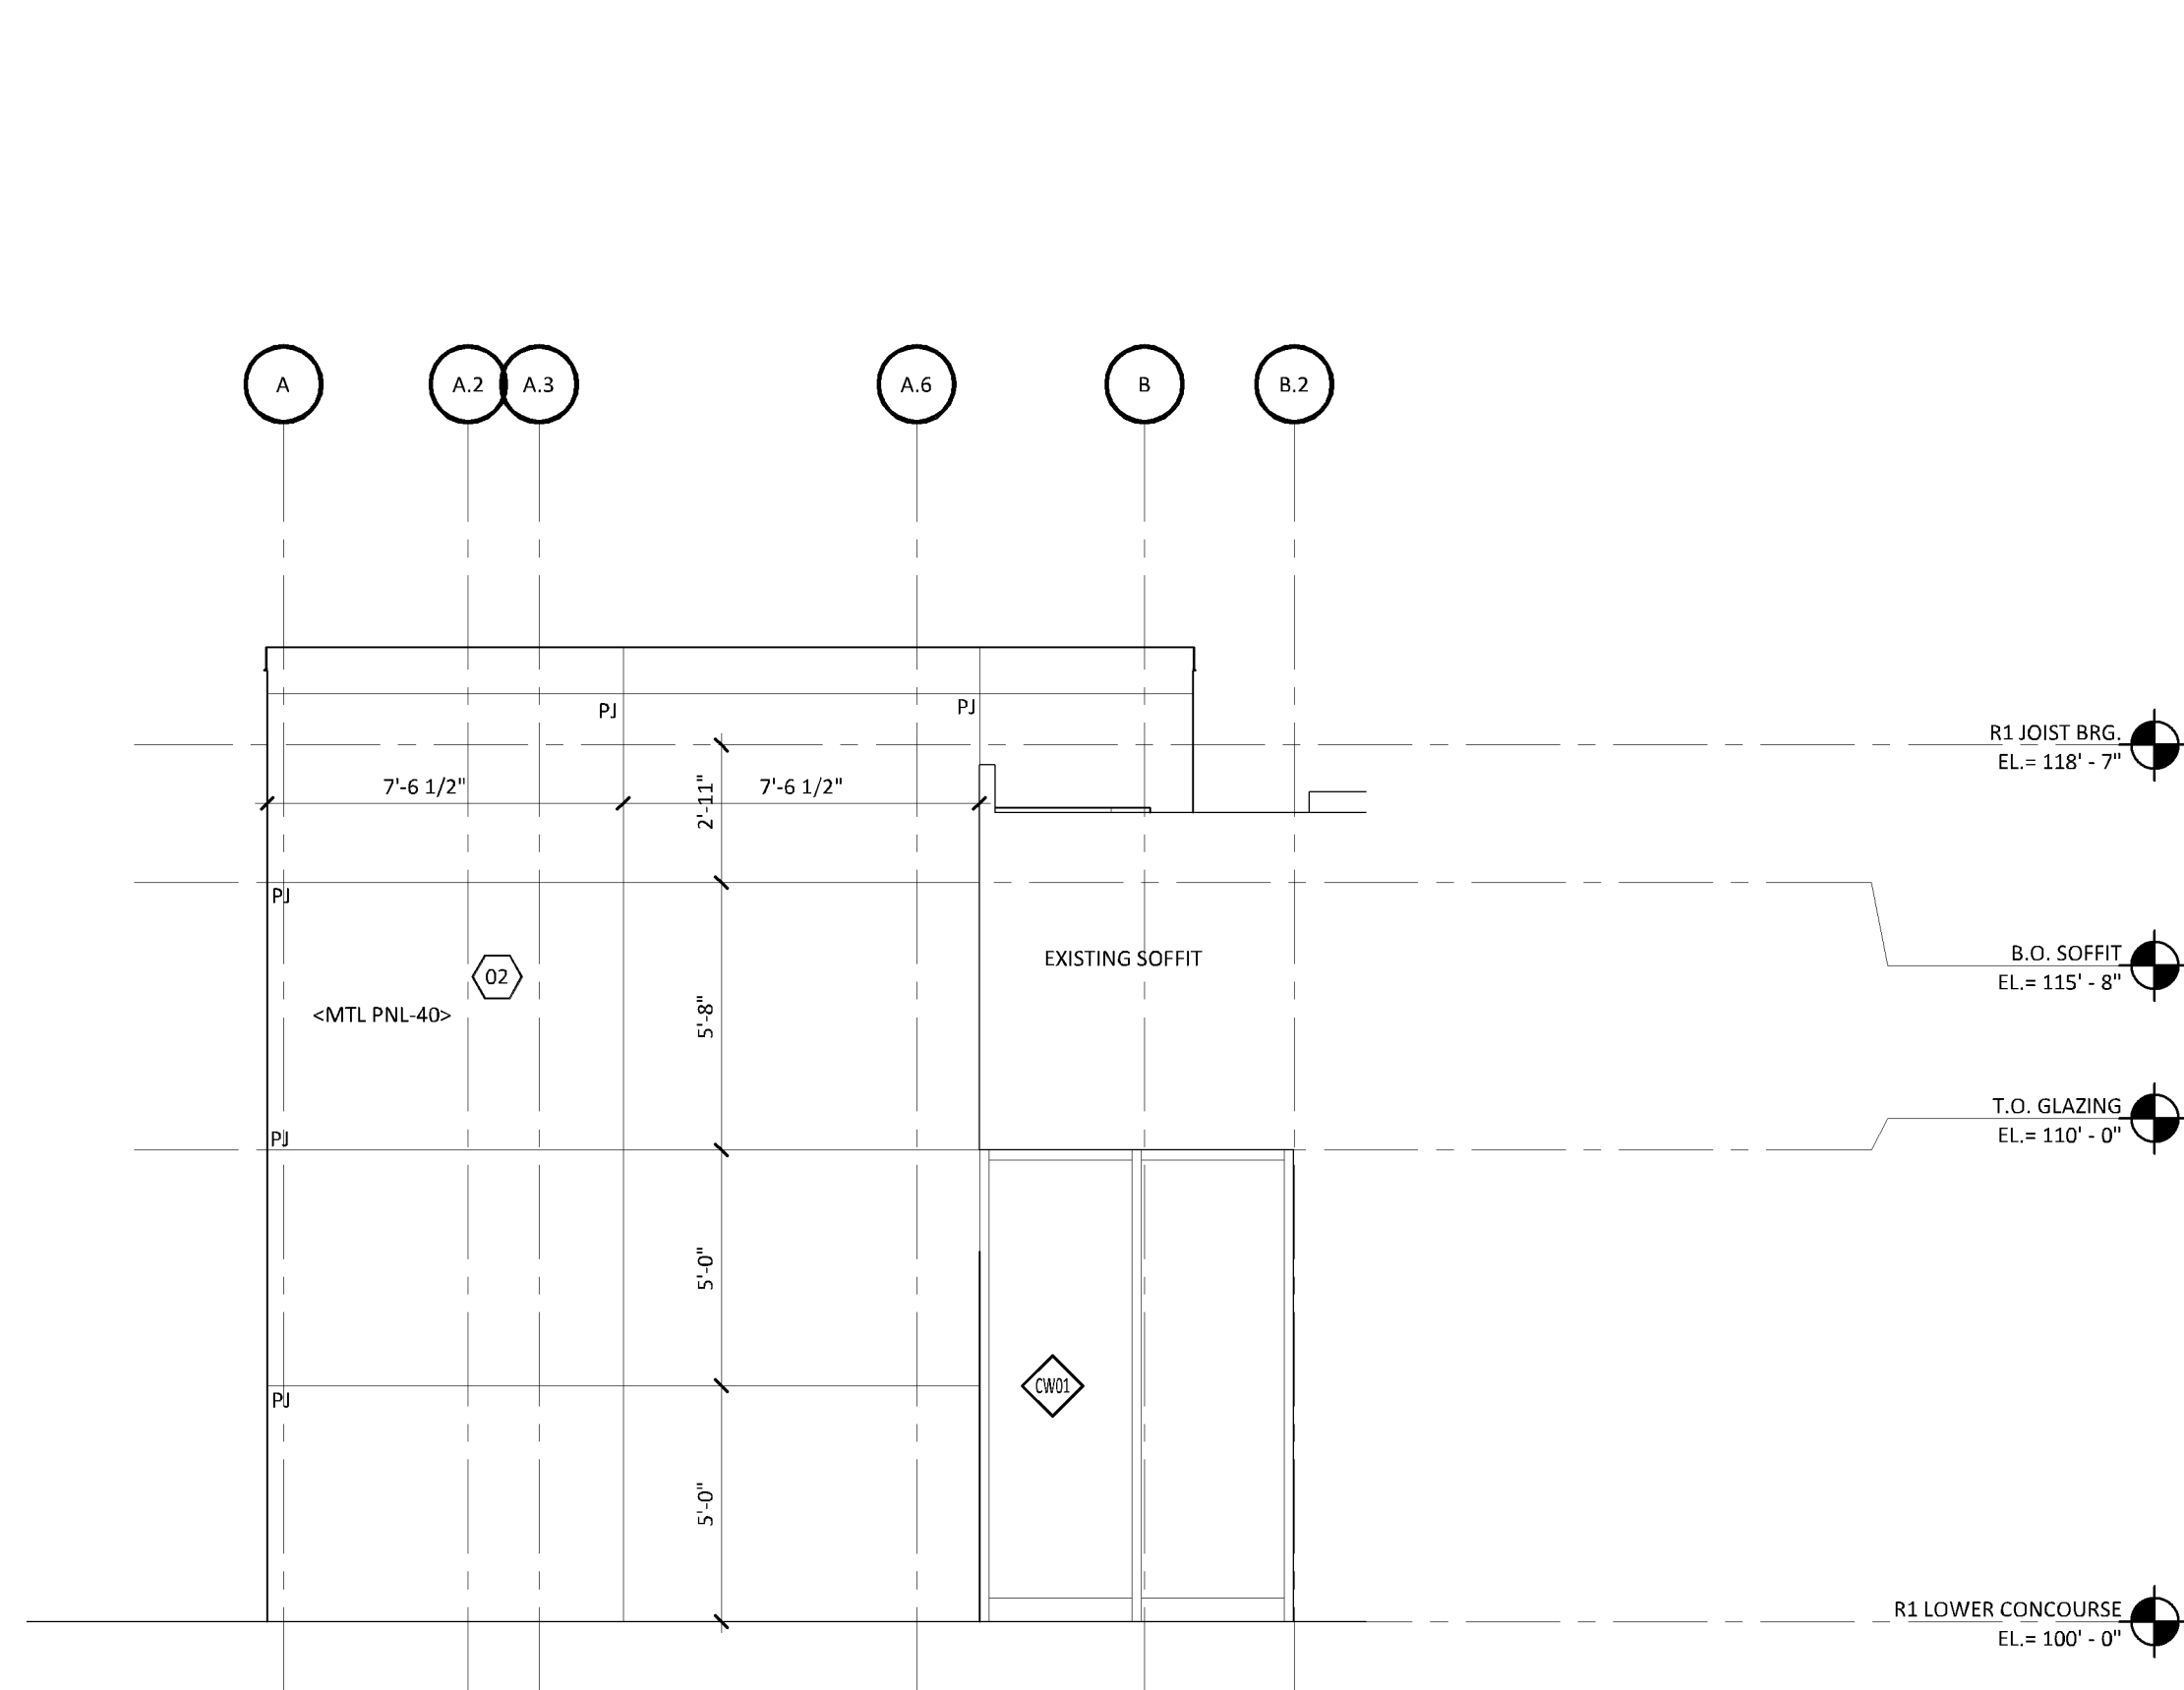 A
A.2
A.3
A.6
B
B.2
PJ
PJ
R1 JOIST BRG.
EL.= 118' - 7"
7'-6 1/2"
7'-6 1/2"
2'-11"
PJ
EXISTING SOFFIT
B.O. SOFFIT
EL.= 115' - 8"
02
<MTL PNL-40>
5'-8"
T.O. GLAZING
EL.= 110' - 0"
PJ
5'-0"
CW01
PJ
5'-0"
R1 LOWER CONCOURSE
EL.= 100' - 0"